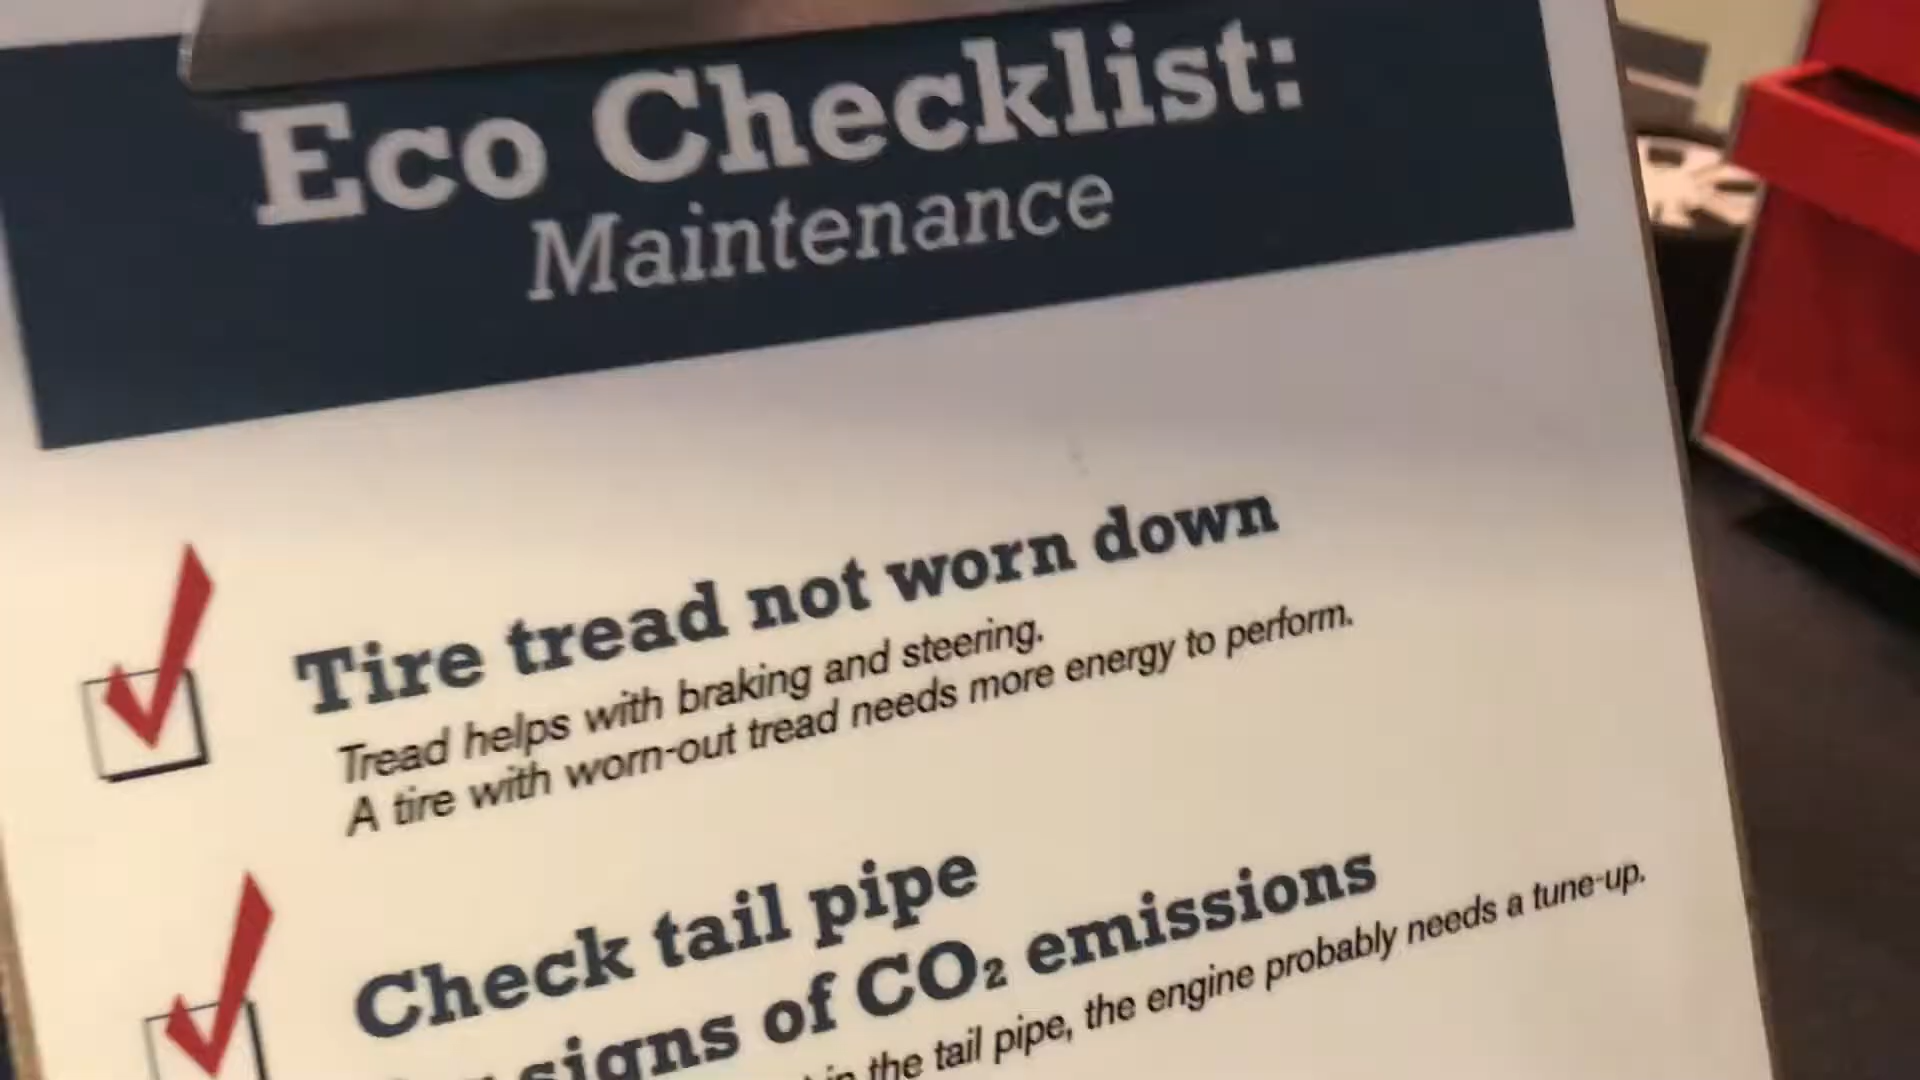 Eco Checklist:
Maintenance
Tire tread not worn down
Tread helps with braking and steering.
A tire with worn-out tread needs more energy to perform.
Check tail pipe
signs of CO₂ emissions
in the tail pipe, the engine probably needs a tune-up.